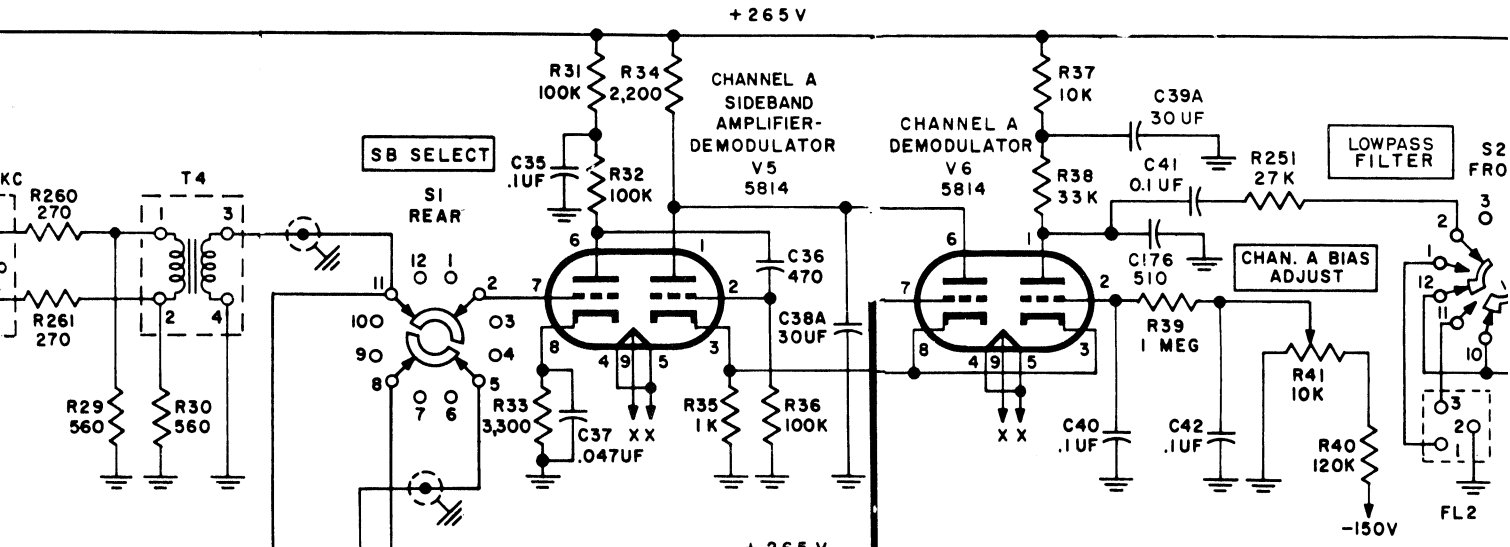 +265V
R31
100K
R34
2,200
CHANNEL A
SIDEBAND
AMPLIFIER-
DEMODULATOR
V5
5814
R37
10K
C39A
30UF
CHANNEL A
DEMODULATOR
V6
5814
LOWPASS
FILTER
S2
FRO
SB SELECT
C35
.1UF
R32
100K
R38
33K
C41
0.1UF
R251
27K
KC
R260
270
T4
S1
REAR
1
3
2
4
R261
270
12
1
11
2
10
3
9
4
8
5
7
6
6
1
7
2
8
3
4
9
5
C36
470
C38A
30UF
6
1
7
2
8
3
4
9
5
C176
510
CHAN. A BIAS
ADJUST
3
2
1
12
11
10
R39
1 MEG
R41
10K
R29
560
R30
560
R33
3,300
C37
.047UF
X X
R35
1K
R36
100K
X X
C40
.1UF
C42
.1UF
R40
120K
-150V
3
2
1
FL2
+265V